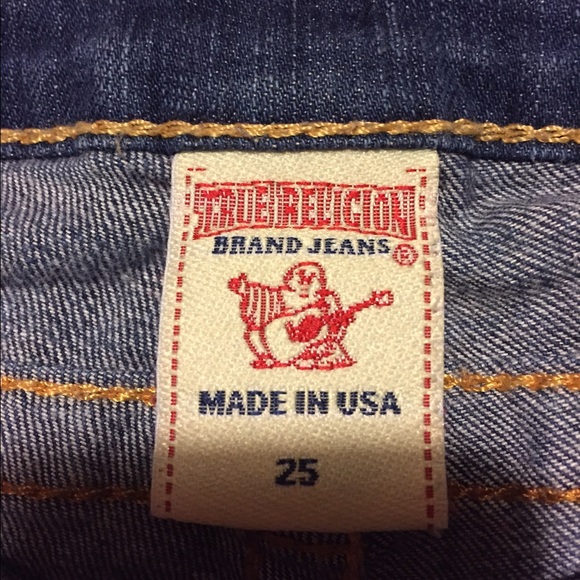 TRUE RELIGION
BRAND JEANS ®
MADE IN USA
25